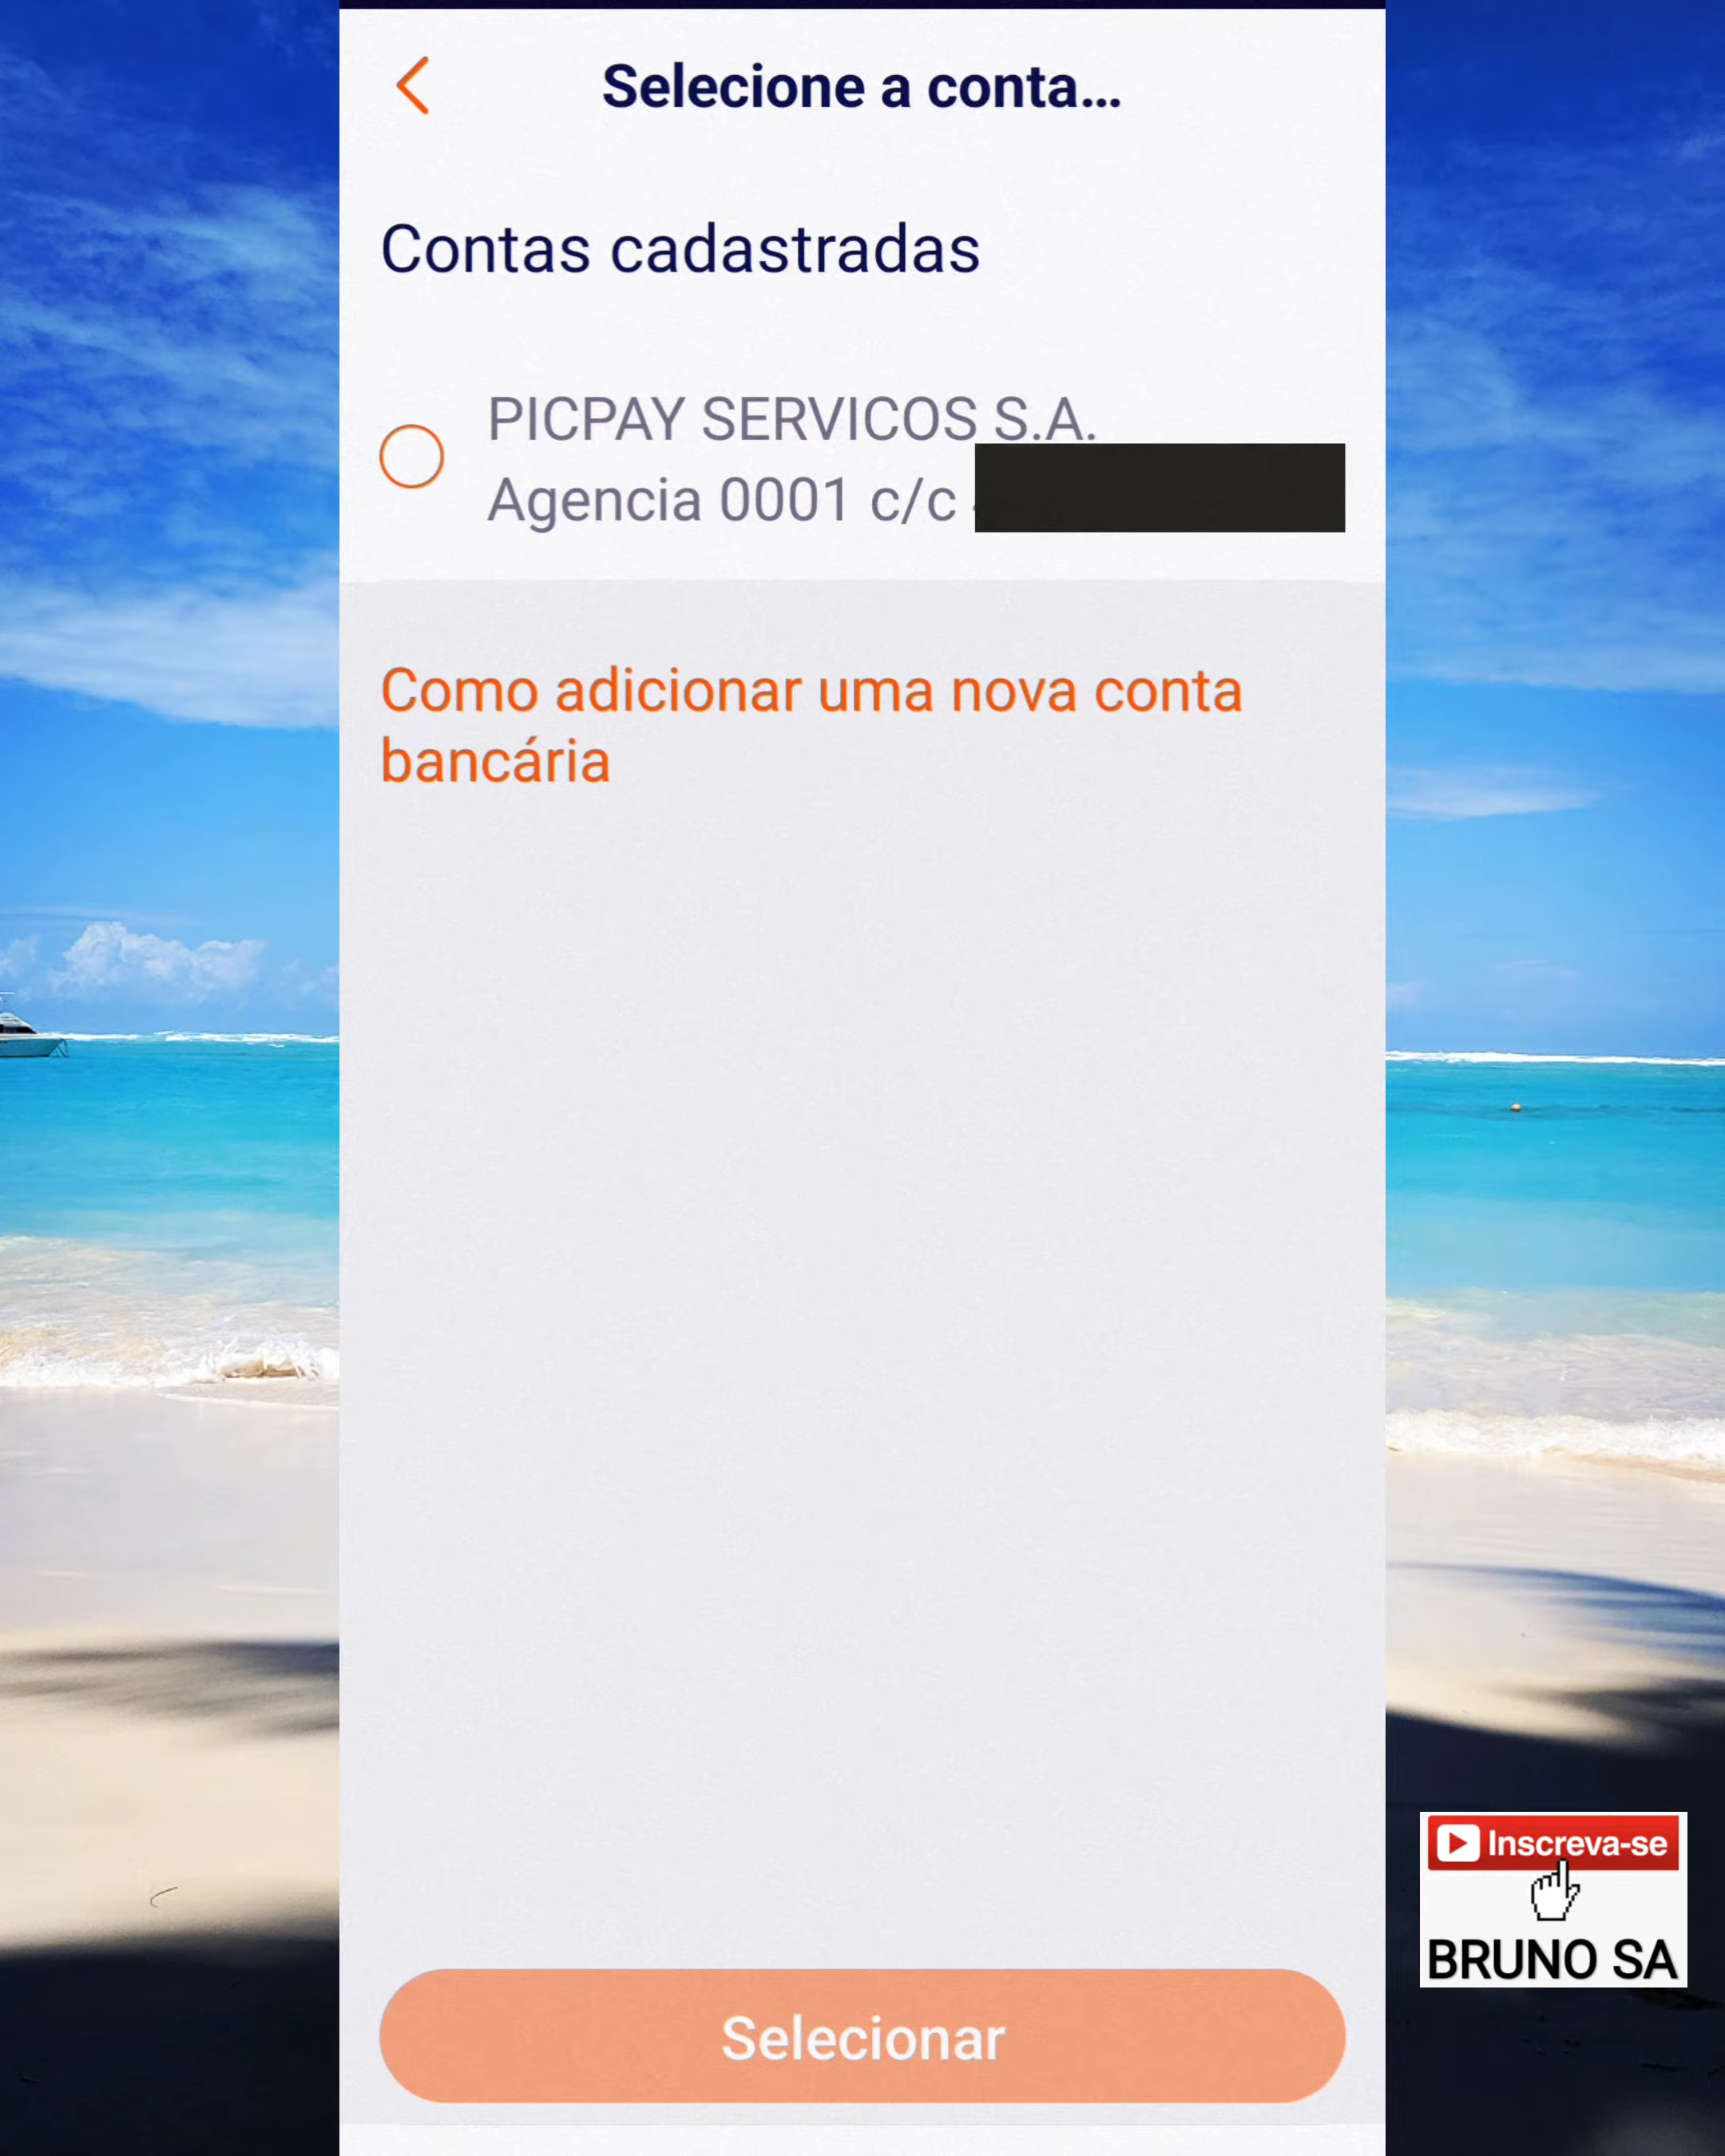 Selecione a conta...
Contas cadastradas
PICPAY SERVICOS S.A.
Agencia 0001 c/c
Como adicionar uma nova conta
bancária
Selecionar
Inscreva-se
BRUNO SA